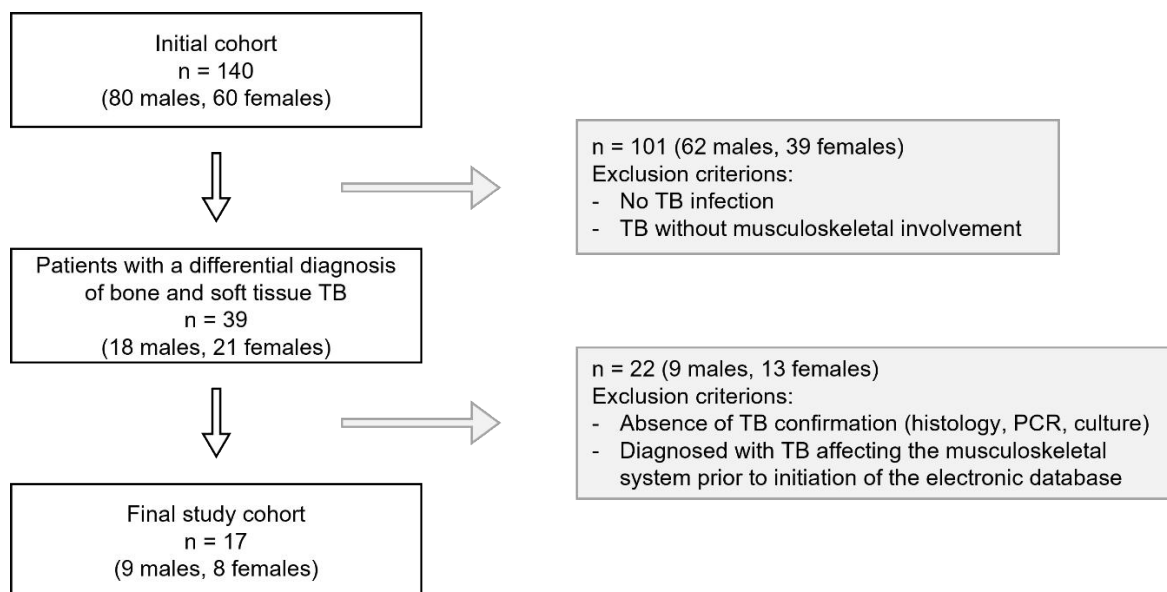 Initial cohort
n = 140
(80 males, 60 females)
n = 101 (62 males, 39 females)
Exclusion criterions:
- No TB infection
- TB without musculoskeletal involvement
Patients with a differential diagnosis
of bone and soft tissue TB
n = 39
(18 males, 21 females)
n = 22 (9 males, 13 females)
Exclusion criterions:
- Absence of TB confirmation (histology, PCR, culture)
- Diagnosed with TB affecting the musculoskeletal
system prior to initiation of the electronic database
Final study cohort
n = 17
(9 males, 8 females)